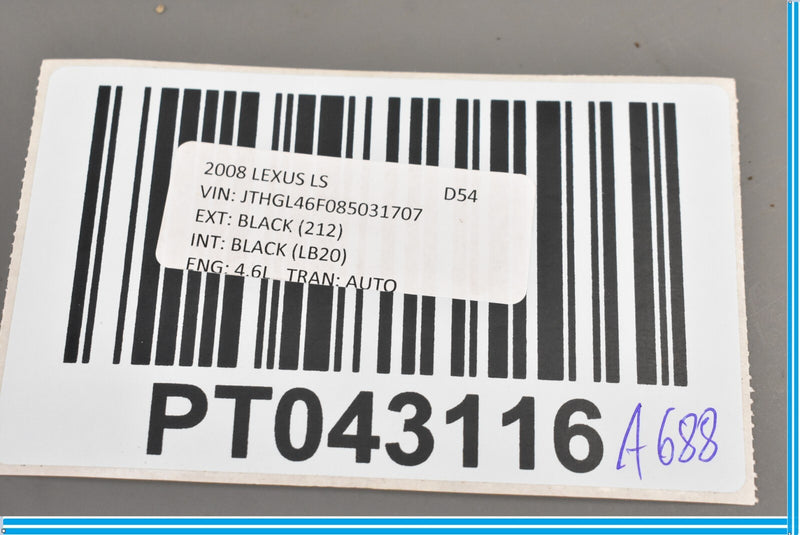 2008 LEXUS LS D54
VIN: JTHGL46F085031707
EXT: BLACK (212)
INT: BLACK (LB20)
ENG: 4.6L TRAN: AUTO
PT043116 A688